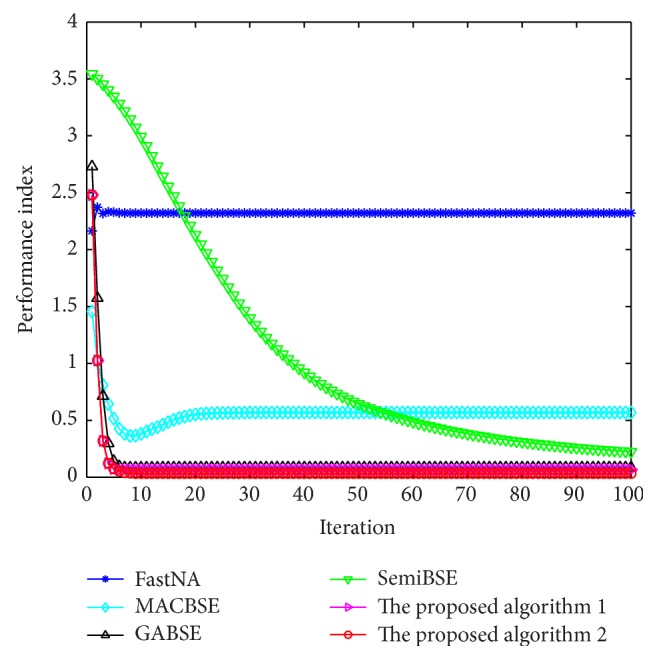 4
3.5
3
2.5
2
1.5
1
0.5
0
Performance index
0 10 20 30 40 50 60 70 80 90 100
Iteration
FastNA
MACBSE
GABSE
SemiBSE
The proposed algorithm 1
The proposed algorithm 2